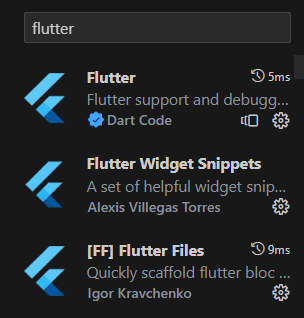 flutter
Flutter 5ms
Flutter support and debugg...
Dart Code
Flutter Widget Snippets
A set of helpful widget snip...
Alexis Villegas Torres
[FF] Flutter Files 9ms
Quickly scaffold flutter bloc ...
Igor Kravchenko